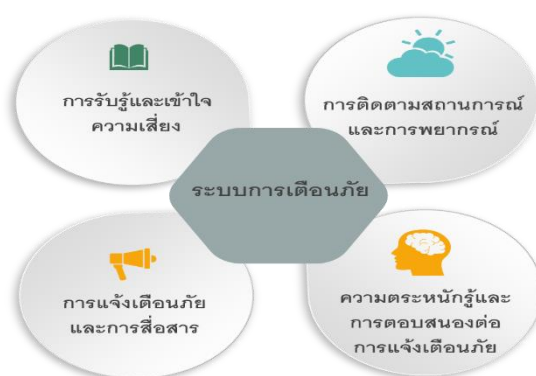 การรับรู้และเข้าใจ
ความเสี่ยง
การติดตามสถานการณ์
และการพยากรณ์
ระบบการเตือนภัย
การแจ้งเตือนภัย
และการสื่อสาร
ความตระหนักรู้และ
การตอบสนองต่อ
การแจ้งเตือนภัย